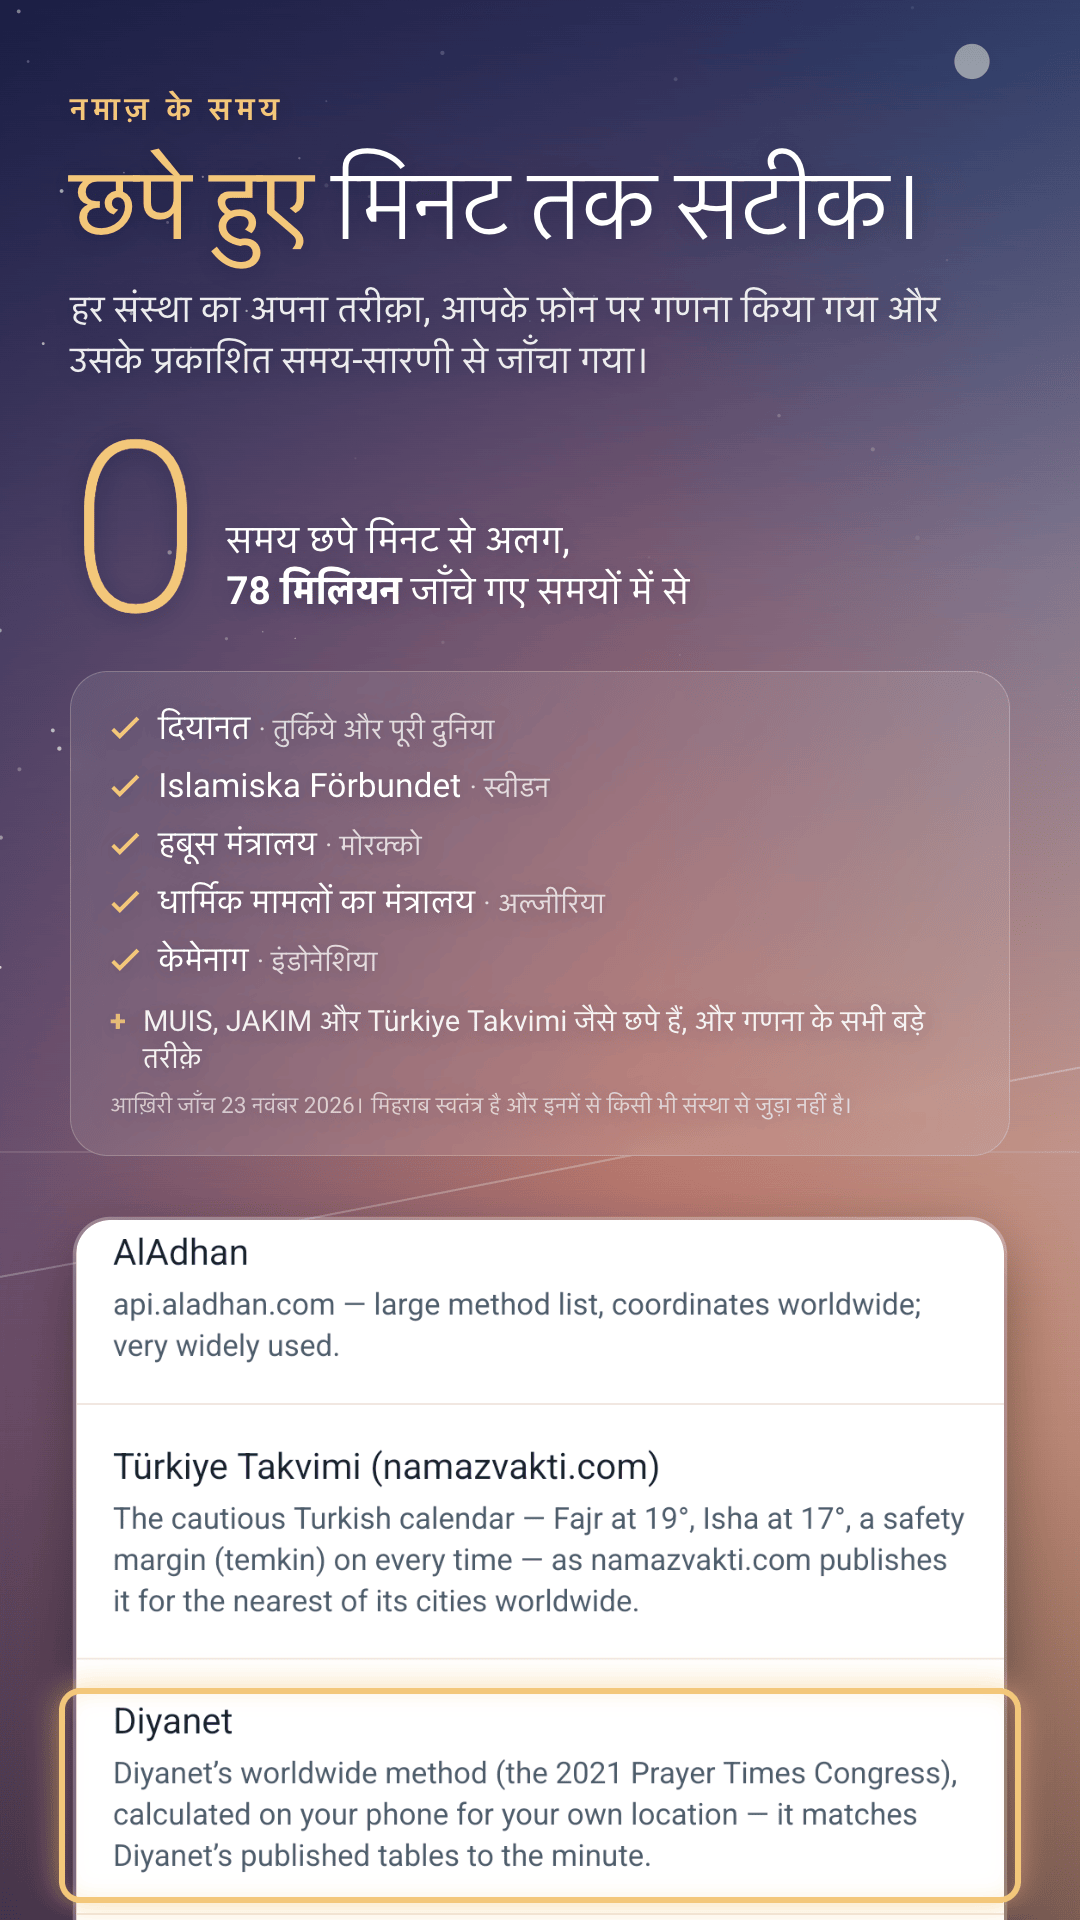 नमाज़ के समय
छपे हुए मिनट तक सटीक।
हर संस्था का अपना तरीक़ा, आपके फ़ोन पर गणना किया गया और
उसके प्रकाशित समय-सारणी से जाँचा गया।
0
समय छपे मिनट से अलग,
78 मिलियन जाँचे गए समयों में से
दियानत · तुर्किये और पूरी दुनिया
Islamiska Förbundet · स्वीडन
हबूस मंत्रालय · मोरक्को
धार्मिक मामलों का मंत्रालय · अल्जीरिया
केमेनाग · इंडोनेशिया
+ MUIS, JAKIM और Türkiye Takvimi जैसे छपे हैं, और गणना के सभी बड़े
तरीक़े
आख़िरी जाँच 23 नवंबर 2026। मिहराब स्वतंत्र है और इनमें से किसी भी संस्था से जुड़ा नहीं है।
AlAdhan
api.aladhan.com — large method list, coordinates worldwide;
very widely used.
Türkiye Takvimi (namazvakti.com)
The cautious Turkish calendar — Fajr at 19°, Isha at 17°, a safety
margin (temkin) on every time — as namazvakti.com publishes
it for the nearest of its cities worldwide.
Diyanet
Diyanet’s worldwide method (the 2021 Prayer Times Congress),
calculated on your phone for your own location — it matches
Diyanet’s published tables to the minute.